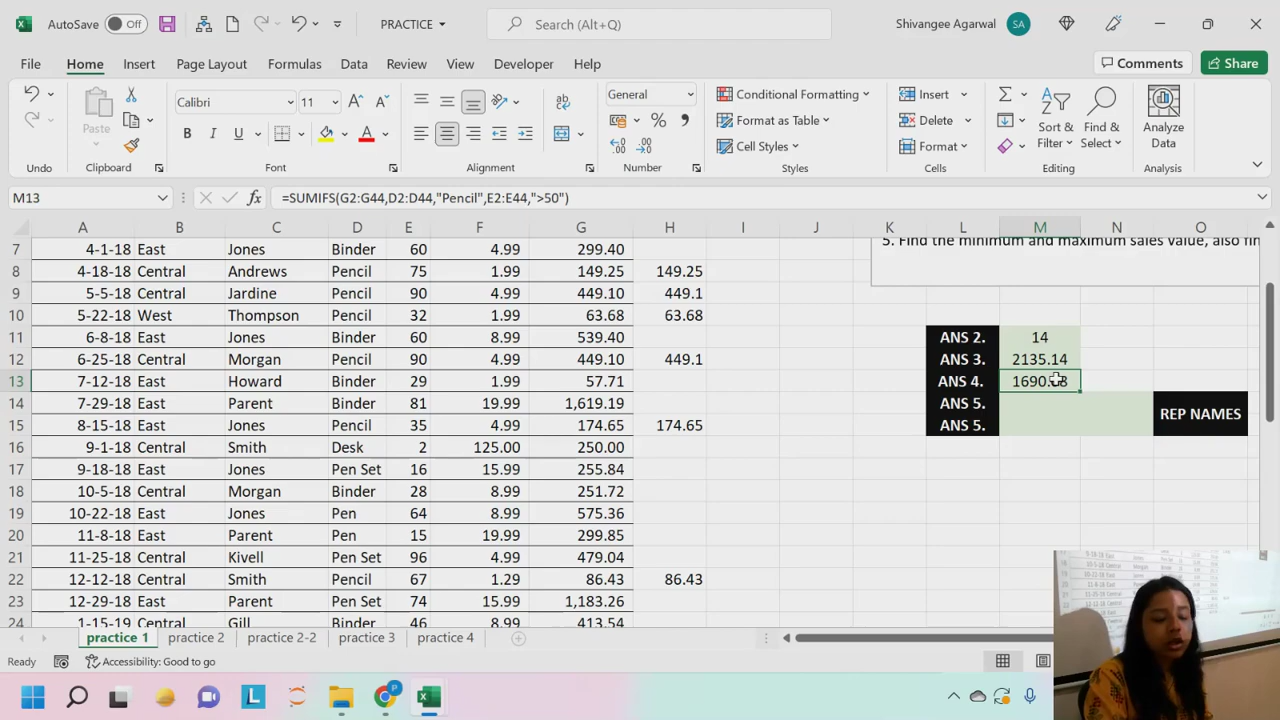 AutoSave Off PRACTICE Search (Alt+Q) Shivangee Agarwal SA
File Home Insert Page Layout Formulas Data Review View Developer Help Comments Share
Calibri 11 General Conditional Formatting Insert
Paste B I U Format as Table Delete Sort & Filter Find & Select Analyze Data
Cell Styles Format
Undo Clipboard Font Alignment Number Styles Cells Editing Analysis
M13 fx =SUMIFS(G2:G44,D2:D44,"Pencil",E2:E44,">50")
A B C D E F G H I J K L M N O
7 4-1-18 East Jones Binder 60 4.99 299.40 5. Find the minimum and maximum sales value, also fin
8 4-18-18 Central Andrews Pencil 75 1.99 149.25 149.25
9 5-5-18 Central Jardine Pencil 90 4.99 449.10 449.1
10 5-22-18 West Thompson Pencil 32 1.99 63.68 63.68
11 6-8-18 East Jones Binder 60 8.99 539.40 ANS 2. 14
12 6-25-18 Central Morgan Pencil 90 4.99 449.10 449.1 ANS 3. 2135.14
13 7-12-18 East Howard Binder 29 1.99 57.71 ANS 4.
14 7-29-18 East Parent Binder 81 19.99 1,619.19 ANS 5. REP NAMES
15 8-15-18 East Jones Pencil 35 4.99 174.65 174.65 ANS 5.
16 9-1-18 Central Smith Desk 2 125.00 250.00
17 9-18-18 East Jones Pen Set 16 15.99 255.84
18 10-5-18 Central Morgan Binder 28 8.99 251.72
19 10-22-18 East Jones Pen 64 8.99 575.36
20 11-8-18 East Parent Pen 15 19.99 299.85
21 11-25-18 Central Kivell Pen Set 96 4.99 479.04
22 12-12-18 Central Smith Pencil 67 1.29 86.43 86.43
23 12-29-18 East Parent Pen Set 74 15.99 1,183.26
24 1-15-19 Central Gill Binder 46 8.99 413.54
practice 1 practice 2 practice 2-2 practice 3 practice 4
Ready Accessibility: Good to go